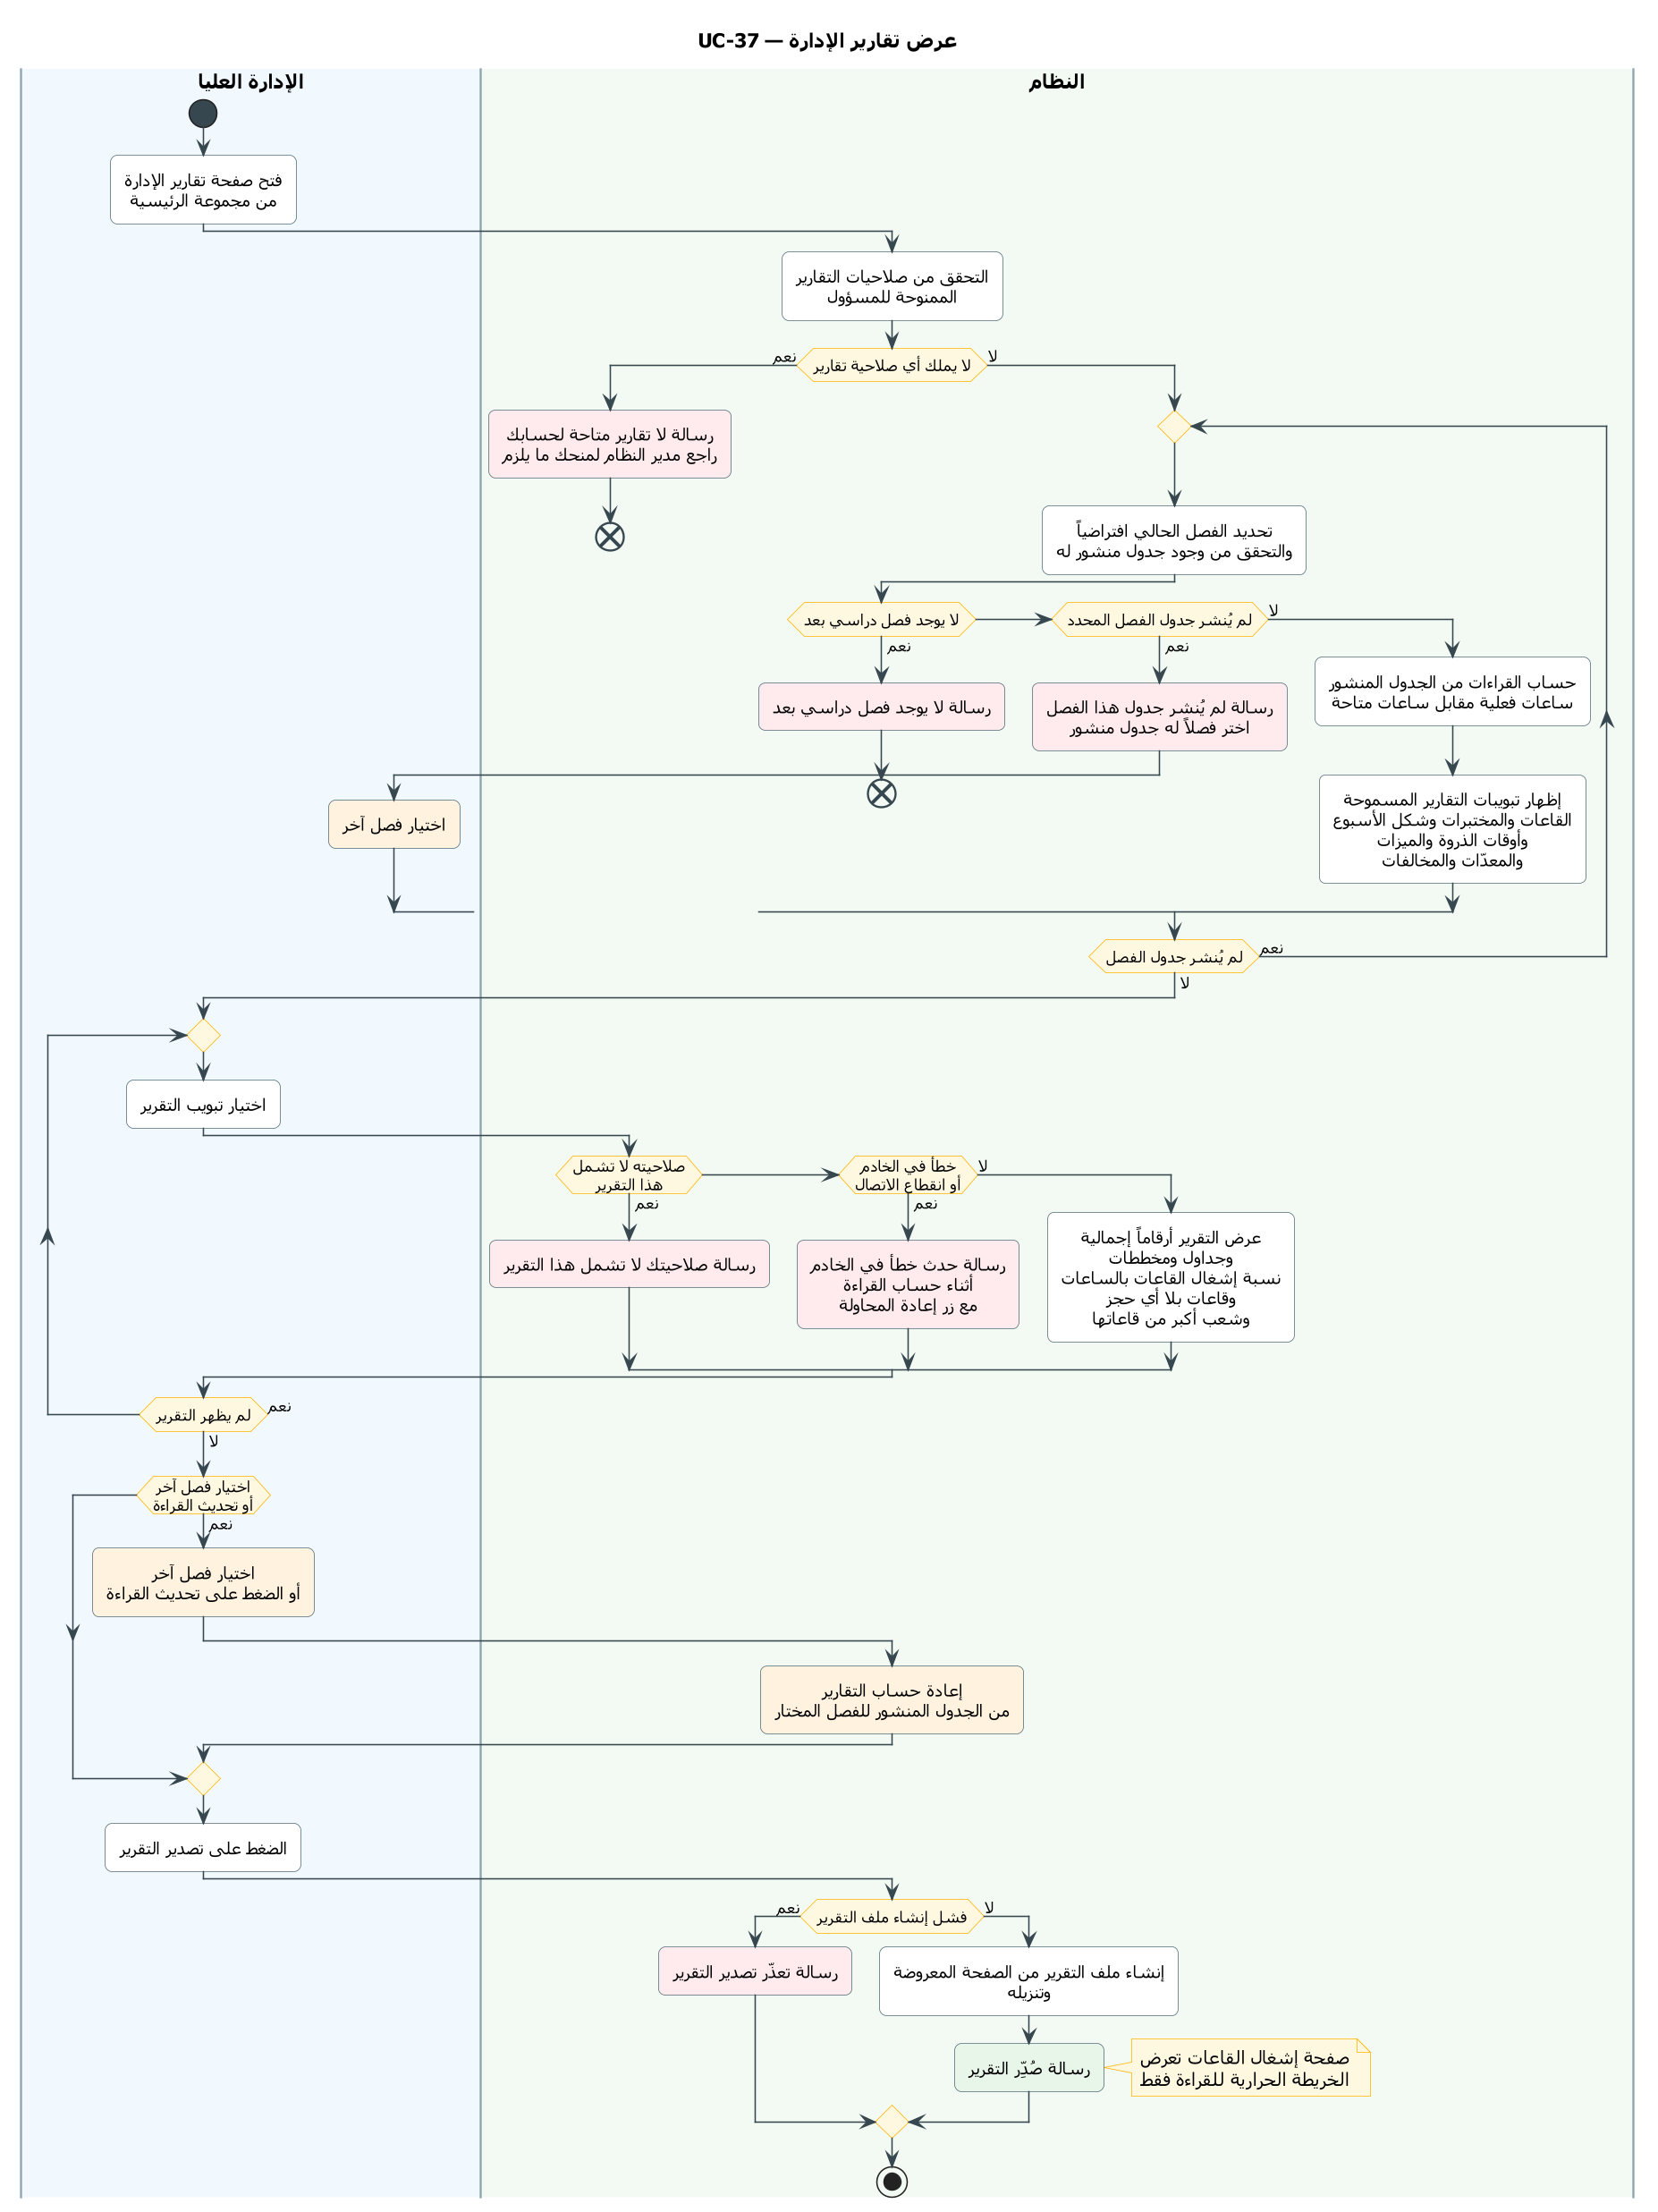 UC-37 — عرض تقارير الإدارة
الإدارة العليا
النظام
فتح صفحة تقارير الإدارة
من مجموعة الرئيسية
التحقق من صلاحيات التقارير
الممنوحة للمسؤول
لا يملك أي صلاحية تقارير
نعم
لا
رسالة لا تقارير متاحة لحسابك
راجع مدير النظام لمنحك ما يلزم
تحديد الفصل الحالي افتراضياً
والتحقق من وجود جدول منشور له
لا يوجد فصل دراسي بعد
نعم
لم يُنشر جدول الفصل المحدد
نعم
لا
رسالة لا يوجد فصل دراسي بعد
رسالة لم يُنشر جدول هذا الفصل
اختر فصلاً له جدول منشور
حساب القراءات من الجدول المنشور
ساعات فعلية مقابل ساعات متاحة
اختيار فصل آخر
إظهار تبويبات التقارير المسموحة
القاعات والمختبرات وشكل الأسبوع
وأوقات الذروة والميزات
والمعدّات والمخالفات
لم يُنشر جدول الفصل
نعم
لا
اختيار تبويب التقرير
صلاحيته لا تشمل
هذا التقرير
نعم
خطأ في الخادم
أو انقطاع الاتصال
نعم
لا
رسالة صلاحيتك لا تشمل هذا التقرير
رسالة حدث خطأ في الخادم
أثناء حساب القراءة
مع زر إعادة المحاولة
عرض التقرير أرقاماً إجمالية
وجداول ومخططات
نسبة إشغال القاعات بالساعات
وقاعات بلا أي حجز
وشعب أكبر من قاعاتها
لم يظهر التقرير
نعم
لا
اختيار فصل آخر
أو تحديث القراءة
نعم
اختيار فصل آخر
أو الضغط على تحديث القراءة
إعادة حساب التقارير
من الجدول المنشور للفصل المختار
الضغط على تصدير التقرير
فشل إنشاء ملف التقرير
نعم
لا
رسالة تعذّر تصدير التقرير
إنشاء ملف التقرير من الصفحة المعروضة
وتنزيله
رسالة صُدِّر التقرير
صفحة إشغال القاعات تعرض
الخريطة الحرارية للقراءة فقط